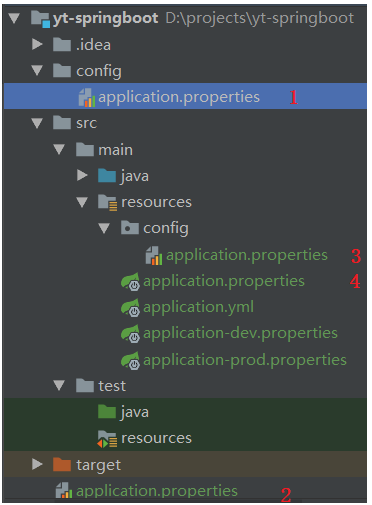 yt-springboot D:\projects\yt-springboot
.idea
config
application.properties 1
src
main
java
resources
config
application.properties 3
application.properties 4
application.yml
application-dev.properties
application-prod.properties
test
java
resources
target
application.properties 2